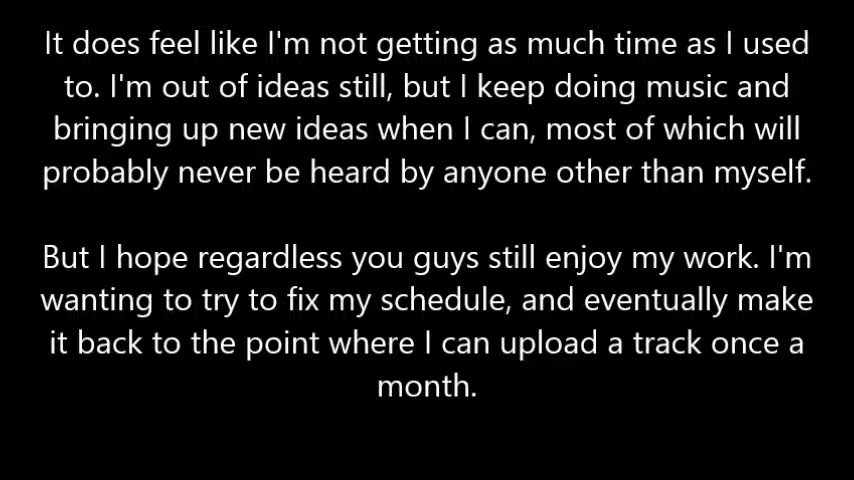 It does feel like I'm not getting as much time as I used
to. I'm out of ideas still, but I keep doing music and
bringing up new ideas when I can, most of which will
probably never be heard by anyone other than myself.
But I hope regardless you guys still enjoy my work. I'm
wanting to try to fix my schedule, and eventually make
it back to the point where I can upload a track once a
month.